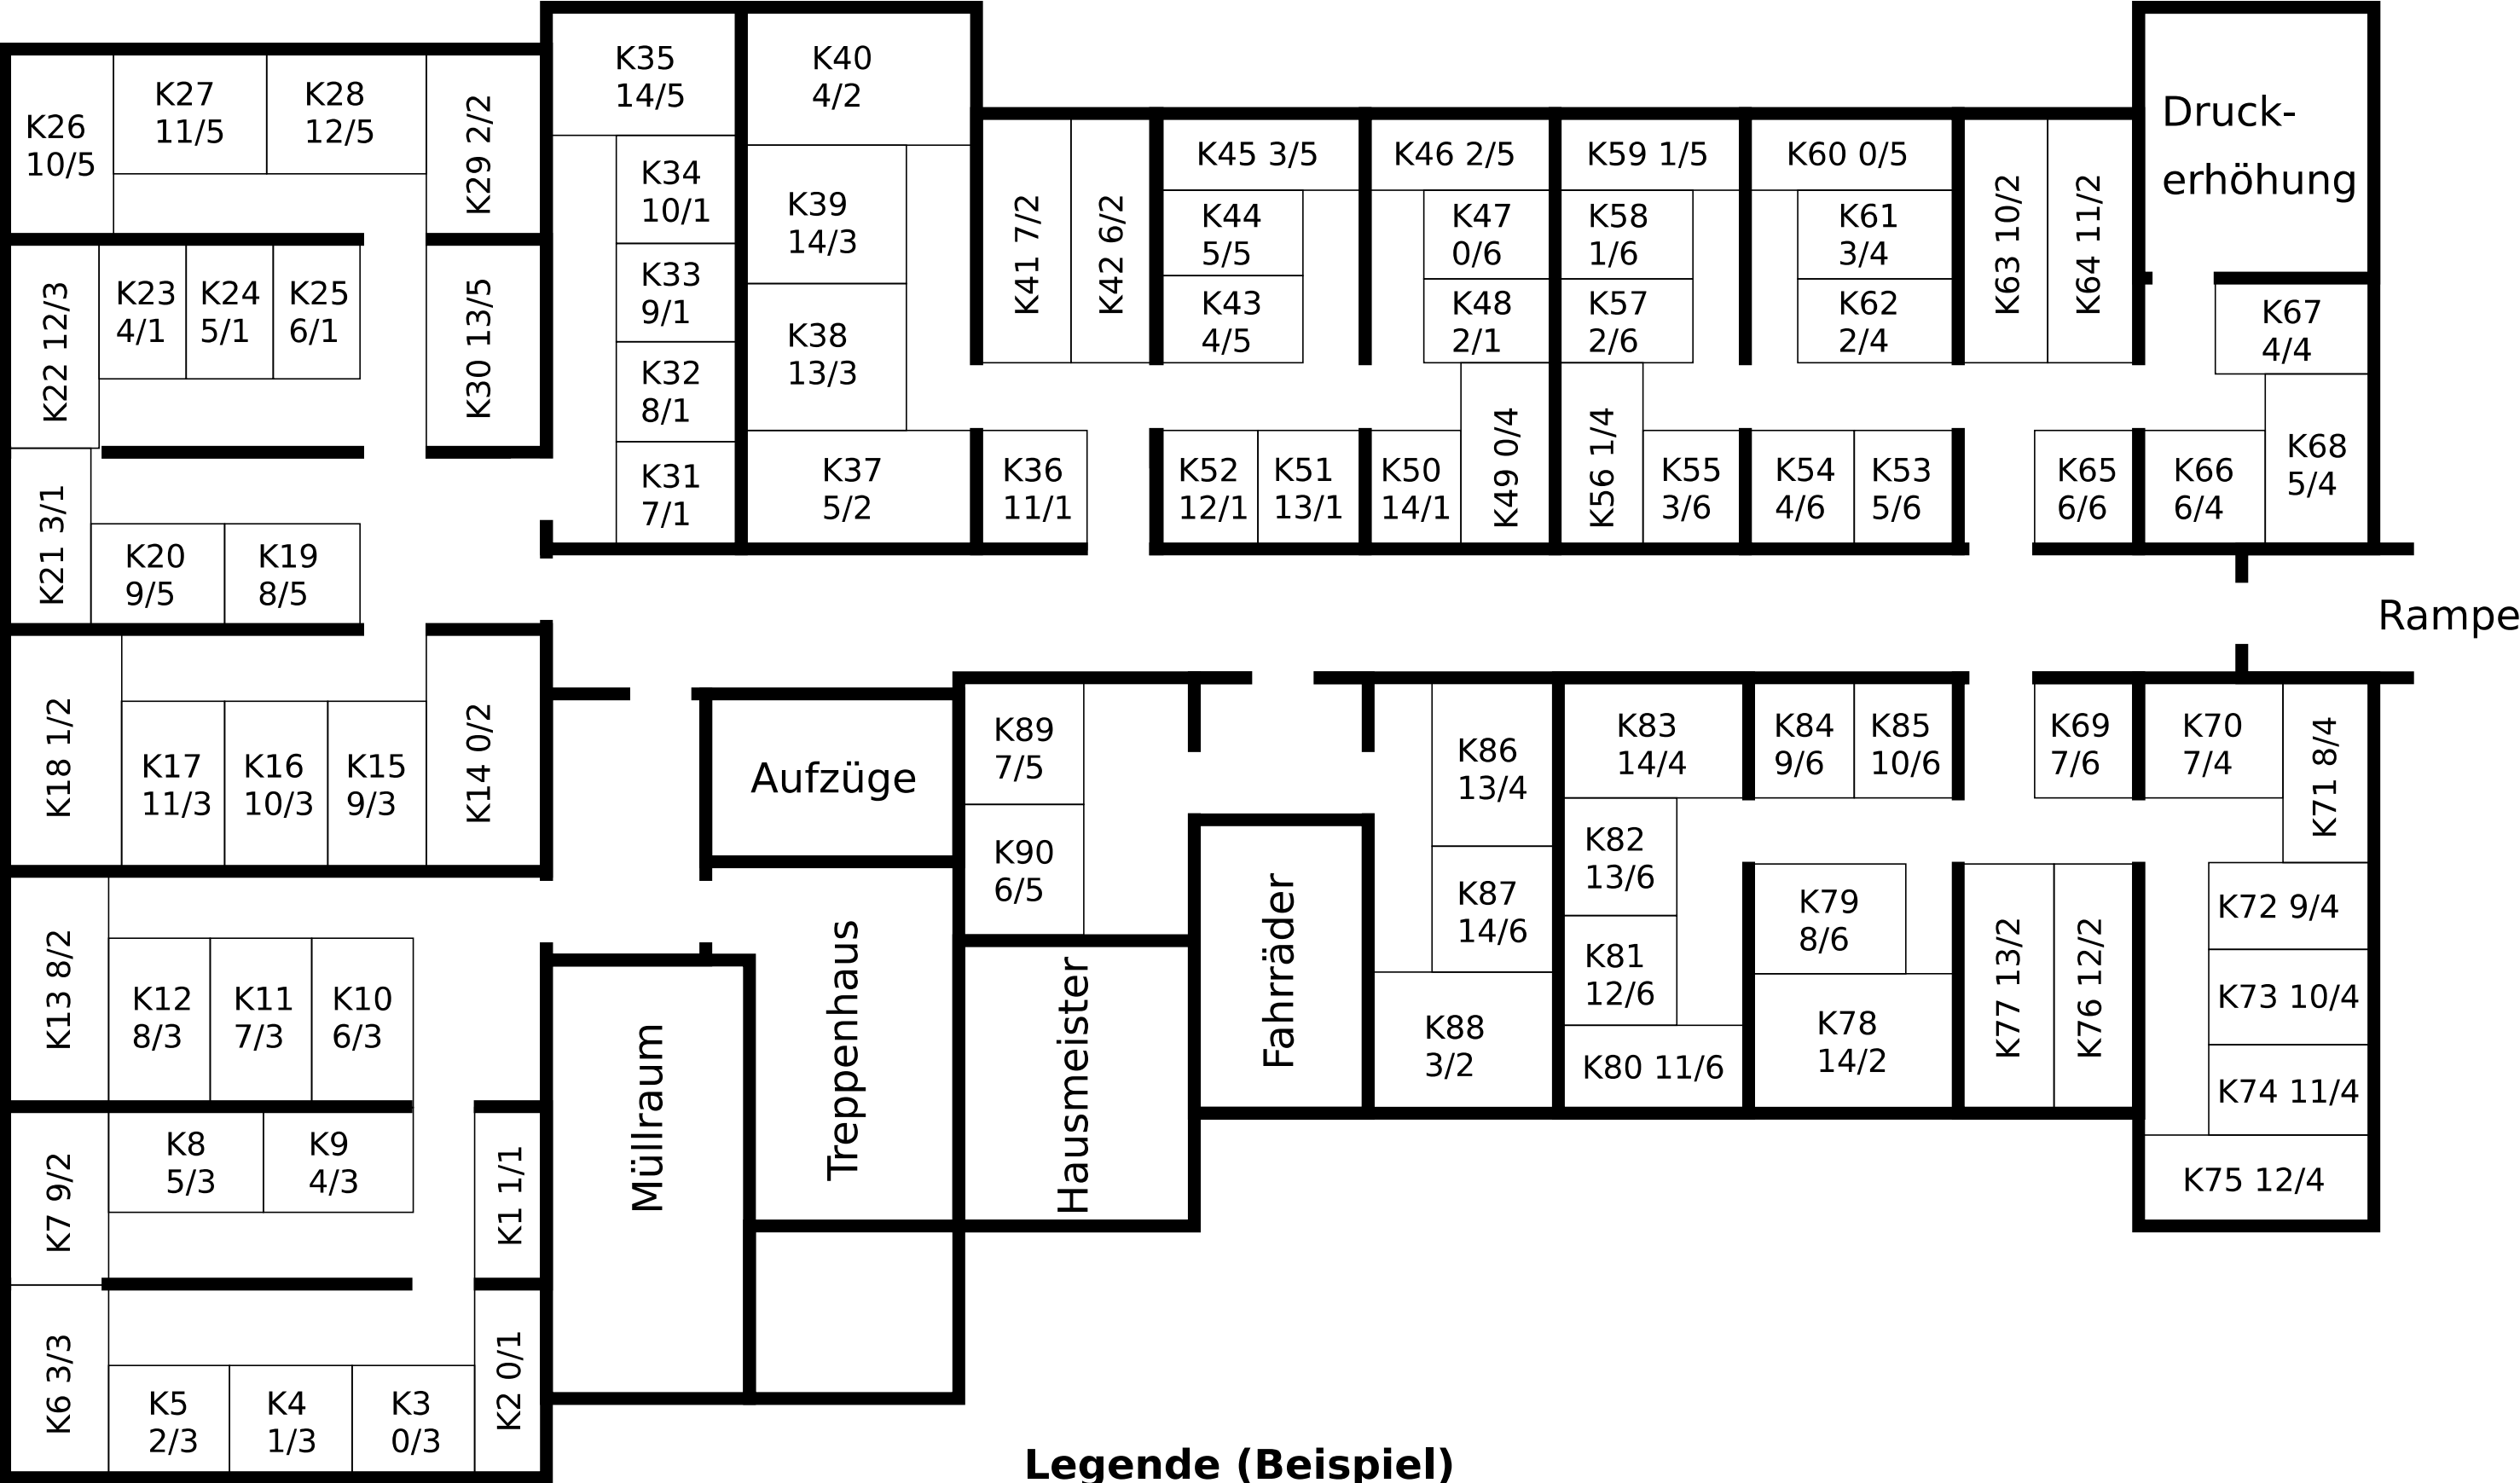 K35
14/5
K40
4/2
K26
10/5
K27
11/5
K28
12/5
K29 2/2
K34
10/1
K33
9/1
K32
8/1
K31
7/1
K39
14/3
K38
13/3
K37
5/2
K36
11/1
K41 7/2
K42 6/2
K45 3/5
K44
5/5
K43
4/5
K46 2/5
K47
0/6
K48
2/1
K59 1/5
K58
1/6
K57
2/6
K60 0/5
K61
3/4
K62
2/4
K63 10/2
K64 11/2
Druck-
erhöhung
K67
4/4
K68
5/4
K22 12/3
K23
4/1
K24
5/1
K25
6/1
K30 13/5
K52
12/1
K51
13/1
K50
14/1
K49 0/4
K56 1/4
K55
3/6
K54
4/6
K53
5/6
K65
6/6
K66
6/4
K21 3/1
K20
9/5
K19
8/5
Rampe
K18 1/2
K17
11/3
K16
10/3
K15
9/3
K14 0/2
Aufzüge
K89
7/5
K90
6/5
K86
13/4
K87
14/6
K88
3/2
K83
14/4
K82
13/6
K81
12/6
K80 11/6
K84
9/6
K85
10/6
K79
8/6
K78
14/2
K69
7/6
K70
7/4
K71 8/4
K72 9/4
K73 10/4
K74 11/4
K75 12/4
K77 13/2
K76 12/2
K13 8/2
K12
8/3
K11
7/3
K10
6/3
Müllraum
Treppenhaus
Hausmeister
Fahrräder
K7 9/2
K8
5/3
K9
4/3
K1 1/1
K6 3/3
K5
2/3
K4
1/3
K3
0/3
K2 0/1
Legende (Beispiel)